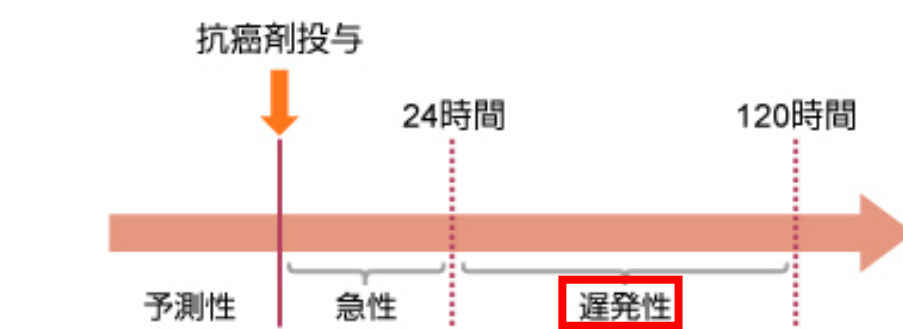 抗癌剤投与
24時間
120時間
予測性
急性
遅発性